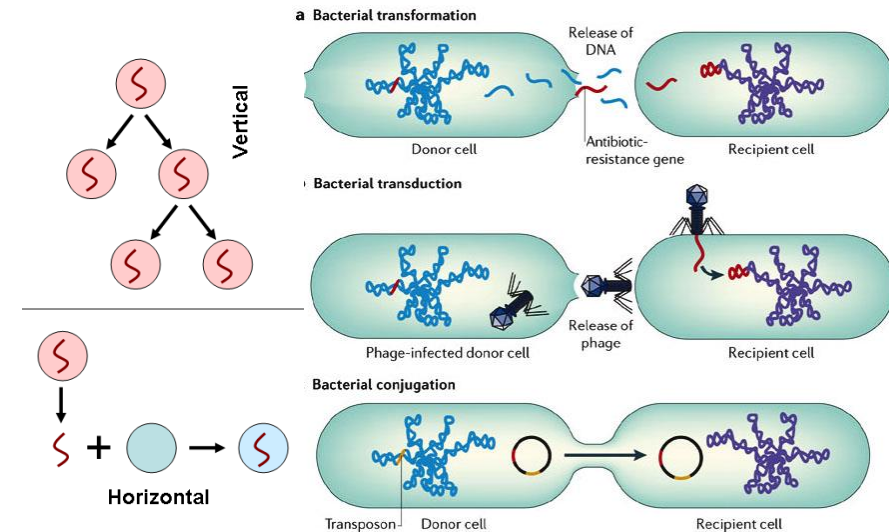 Vertical
Horizontal
a Bacterial transformation
Release of
DNA
Donor cell
Antibiotic-
resistance gene
Recipient cell
Bacterial transduction
Phage-infected donor cell
Release of
phage
Recipient cell
Bacterial conjugation
Transposon
Donor cell
Recipient cell